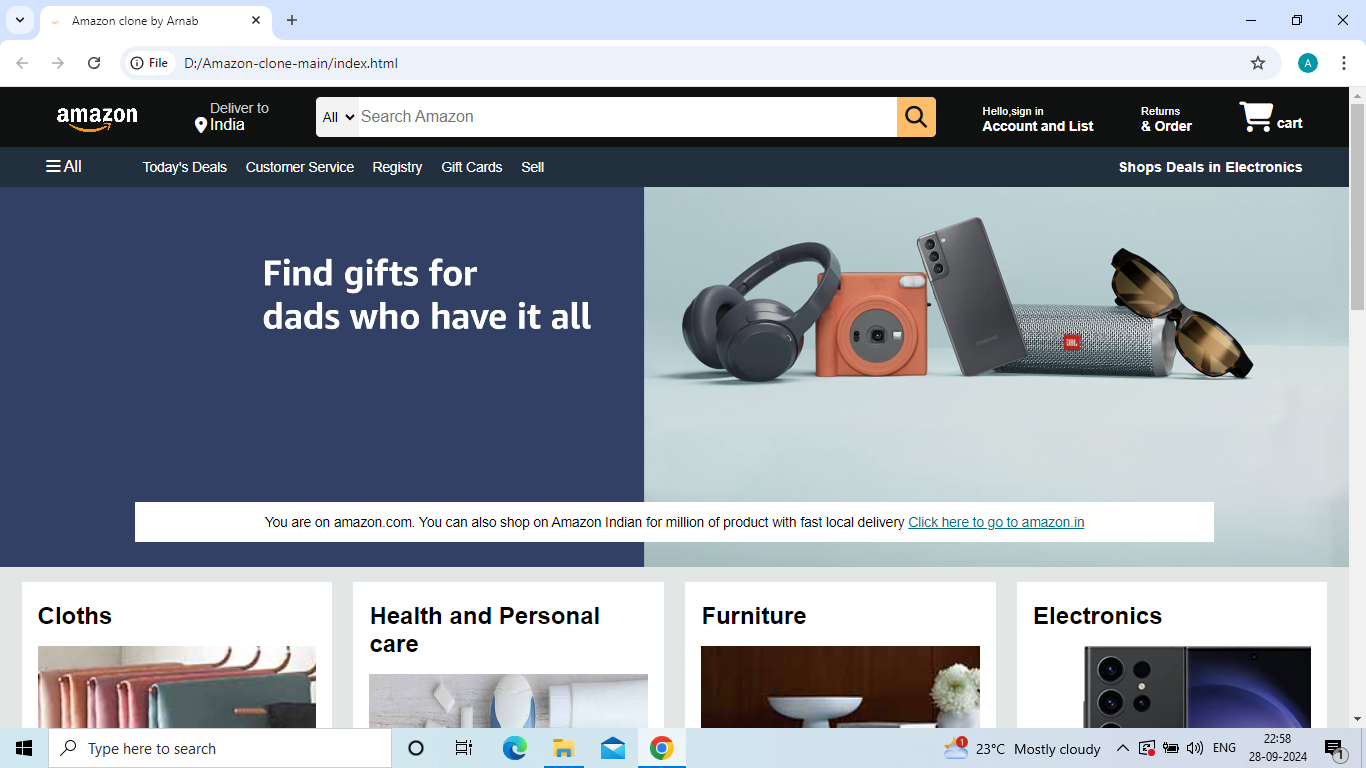 Amazon clone by Arnab
File
D:/Amazon-clone-main/index.html
A
amazon
Deliver to
India
All
Search Amazon
Hello,sign in
Account and List
Returns
& Order
cart
All
Today's Deals
Customer Service
Registry
Gift Cards
Sell
Shops Deals in Electronics
Find gifts for
dads who have it all
SAMSUNG
JBL
You are on amazon.com. You can also shop on Amazon Indian for million of product with fast local delivery Click here to go to amazon.in
Cloths
Health and Personal
care
Furniture
Electronics
Type here to search
1
23°C Mostly cloudy
ENG
22:58
28-09-2024
1